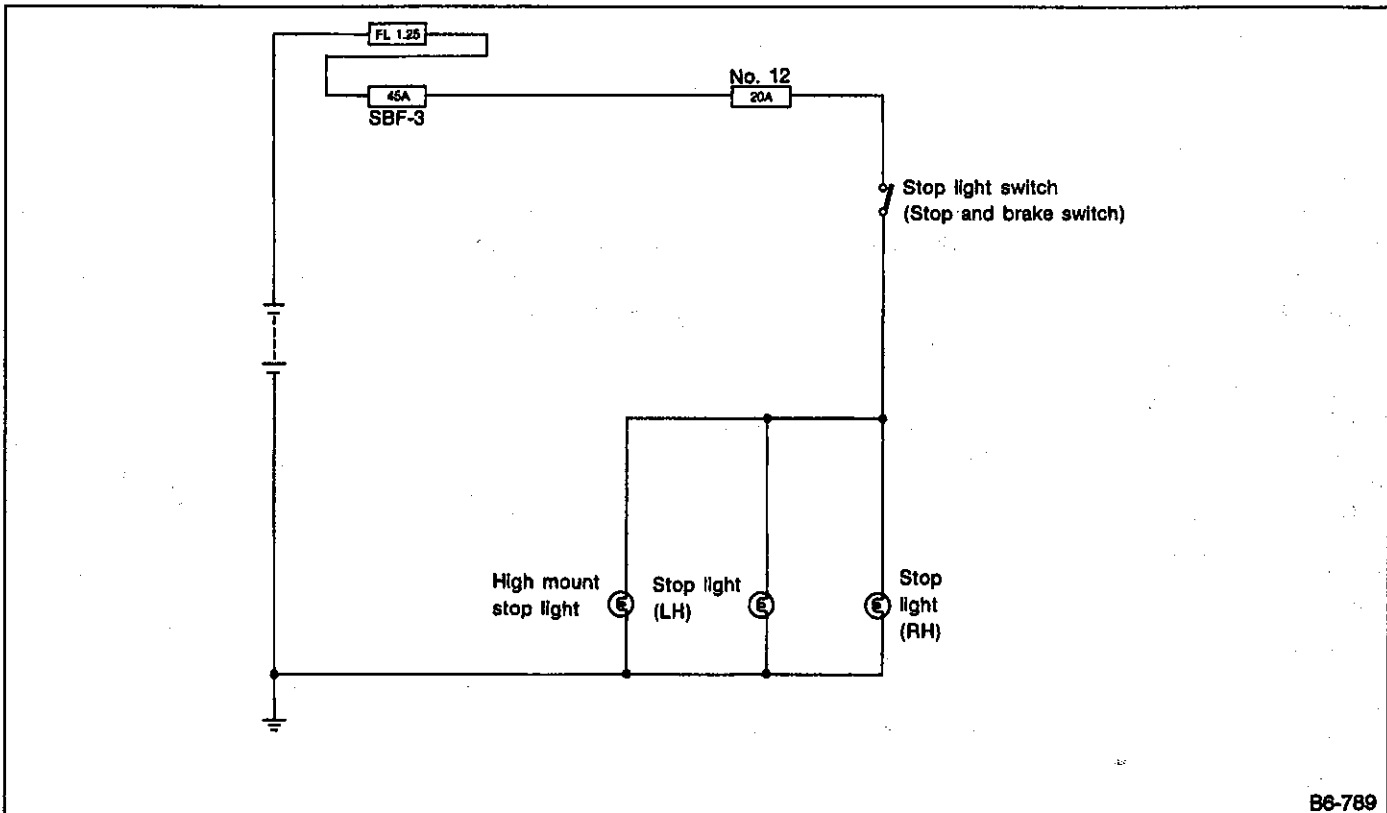 FL 1.25
45A
SBF-3
No. 12
20A
Stop light switch
(Stop and brake switch)
High mount
stop light
Stop light
(LH)
Stop
light
(RH)
B6-789